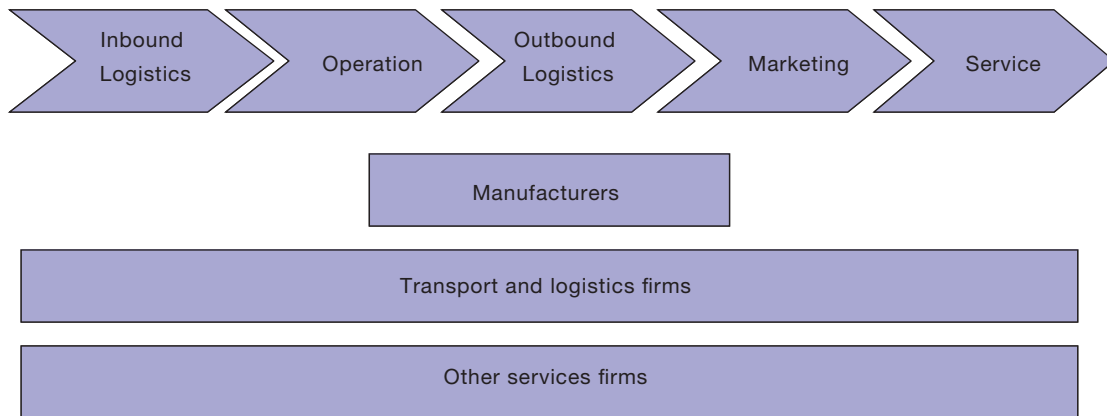 Inbound
Logistics
Operation
Outbound
Logistics
Marketing
Service
Manufacturers
Transport and logistics firms
Other services firms